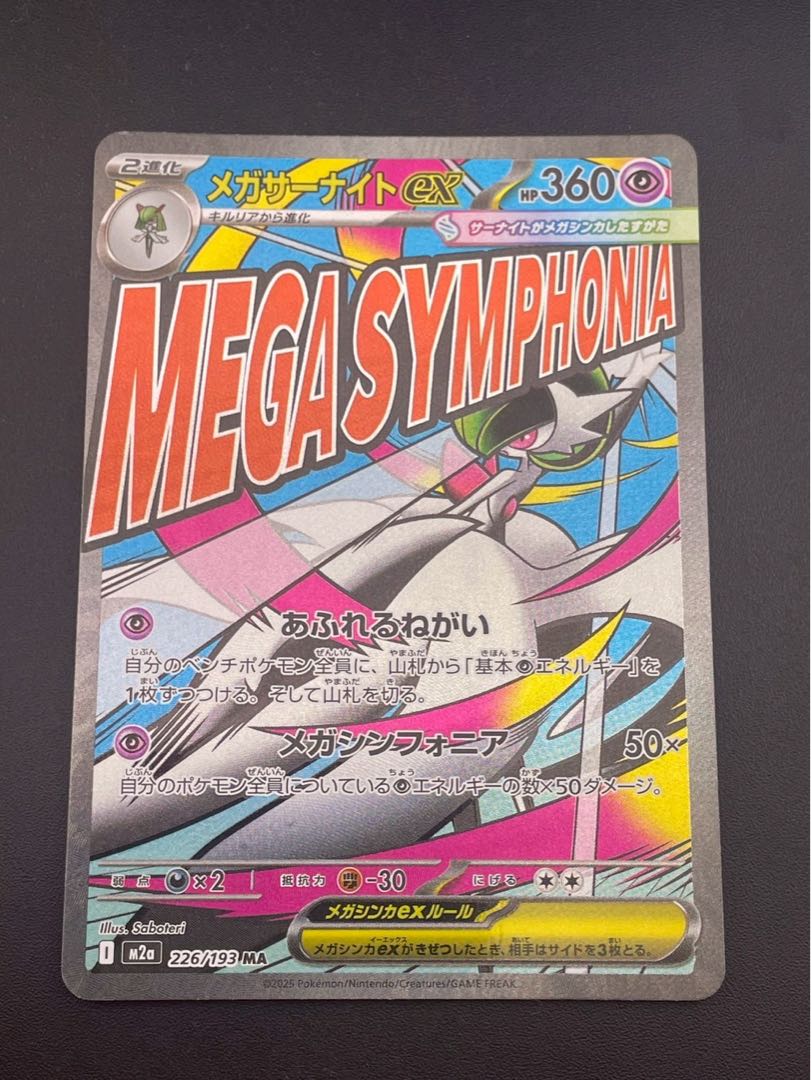 2進化
メガサーナイトex
HP 360
キルリアから進化
サーナイトがメガシンカしたすがた
MEGA SYMPHONIA
あふれるねがい
自分のベンチポケモン全員に、山札から「基本エネルギー」を
1枚ずつつける。そして山札を切る。
メガシンフォニア 50×
自分のポケモン全員についているエネルギーの数×50ダメージ。
弱点 ×2 抵抗力 -30 にげる
メガシンカexルール
メガシンカexがきぜつしたとき、相手はサイドを3枚とる。
Illus. Saboteri
I m2a 226/193 MA
©2025 Pokémon/Nintendo/Creatures/GAME FREAK